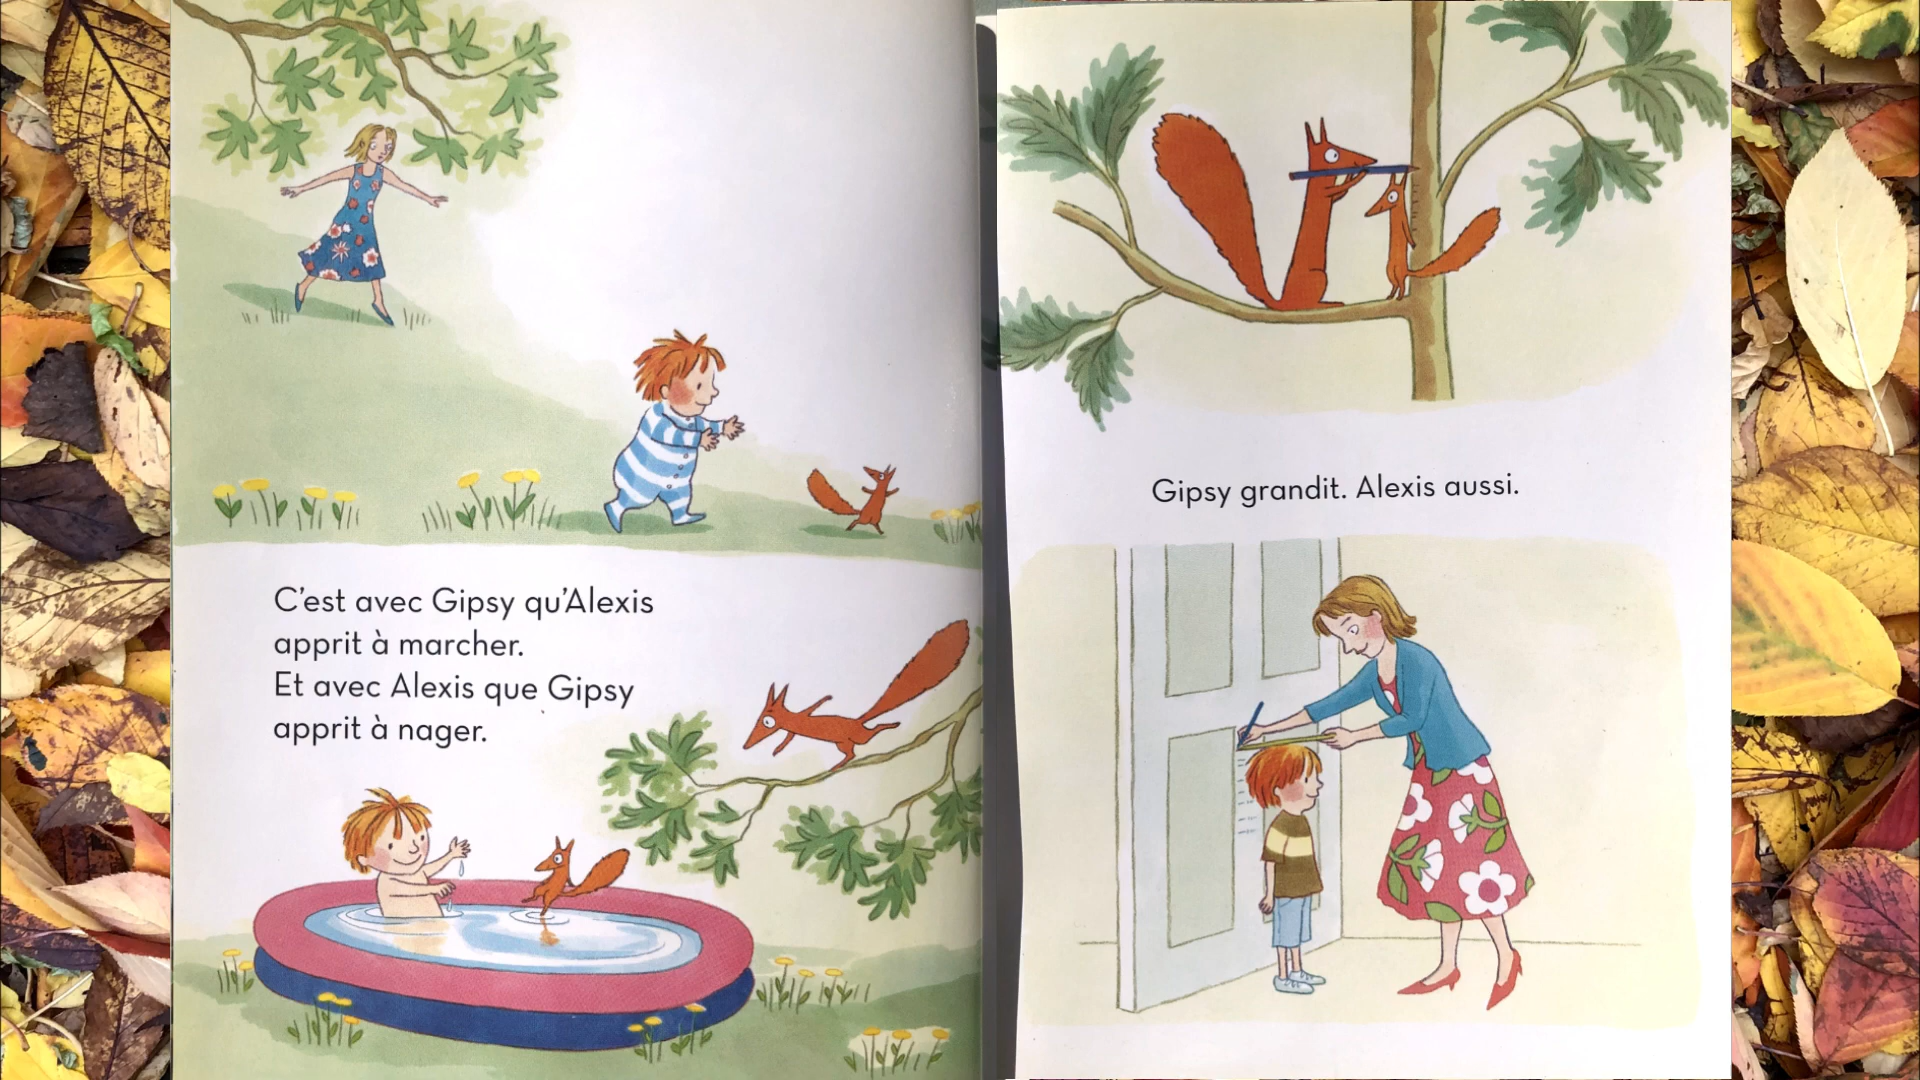 C'est avec Gipsy qu'Alexis
apprit à marcher.
Et avec Alexis que Gipsy
apprit à nager.
Gipsy grandit. Alexis aussi.